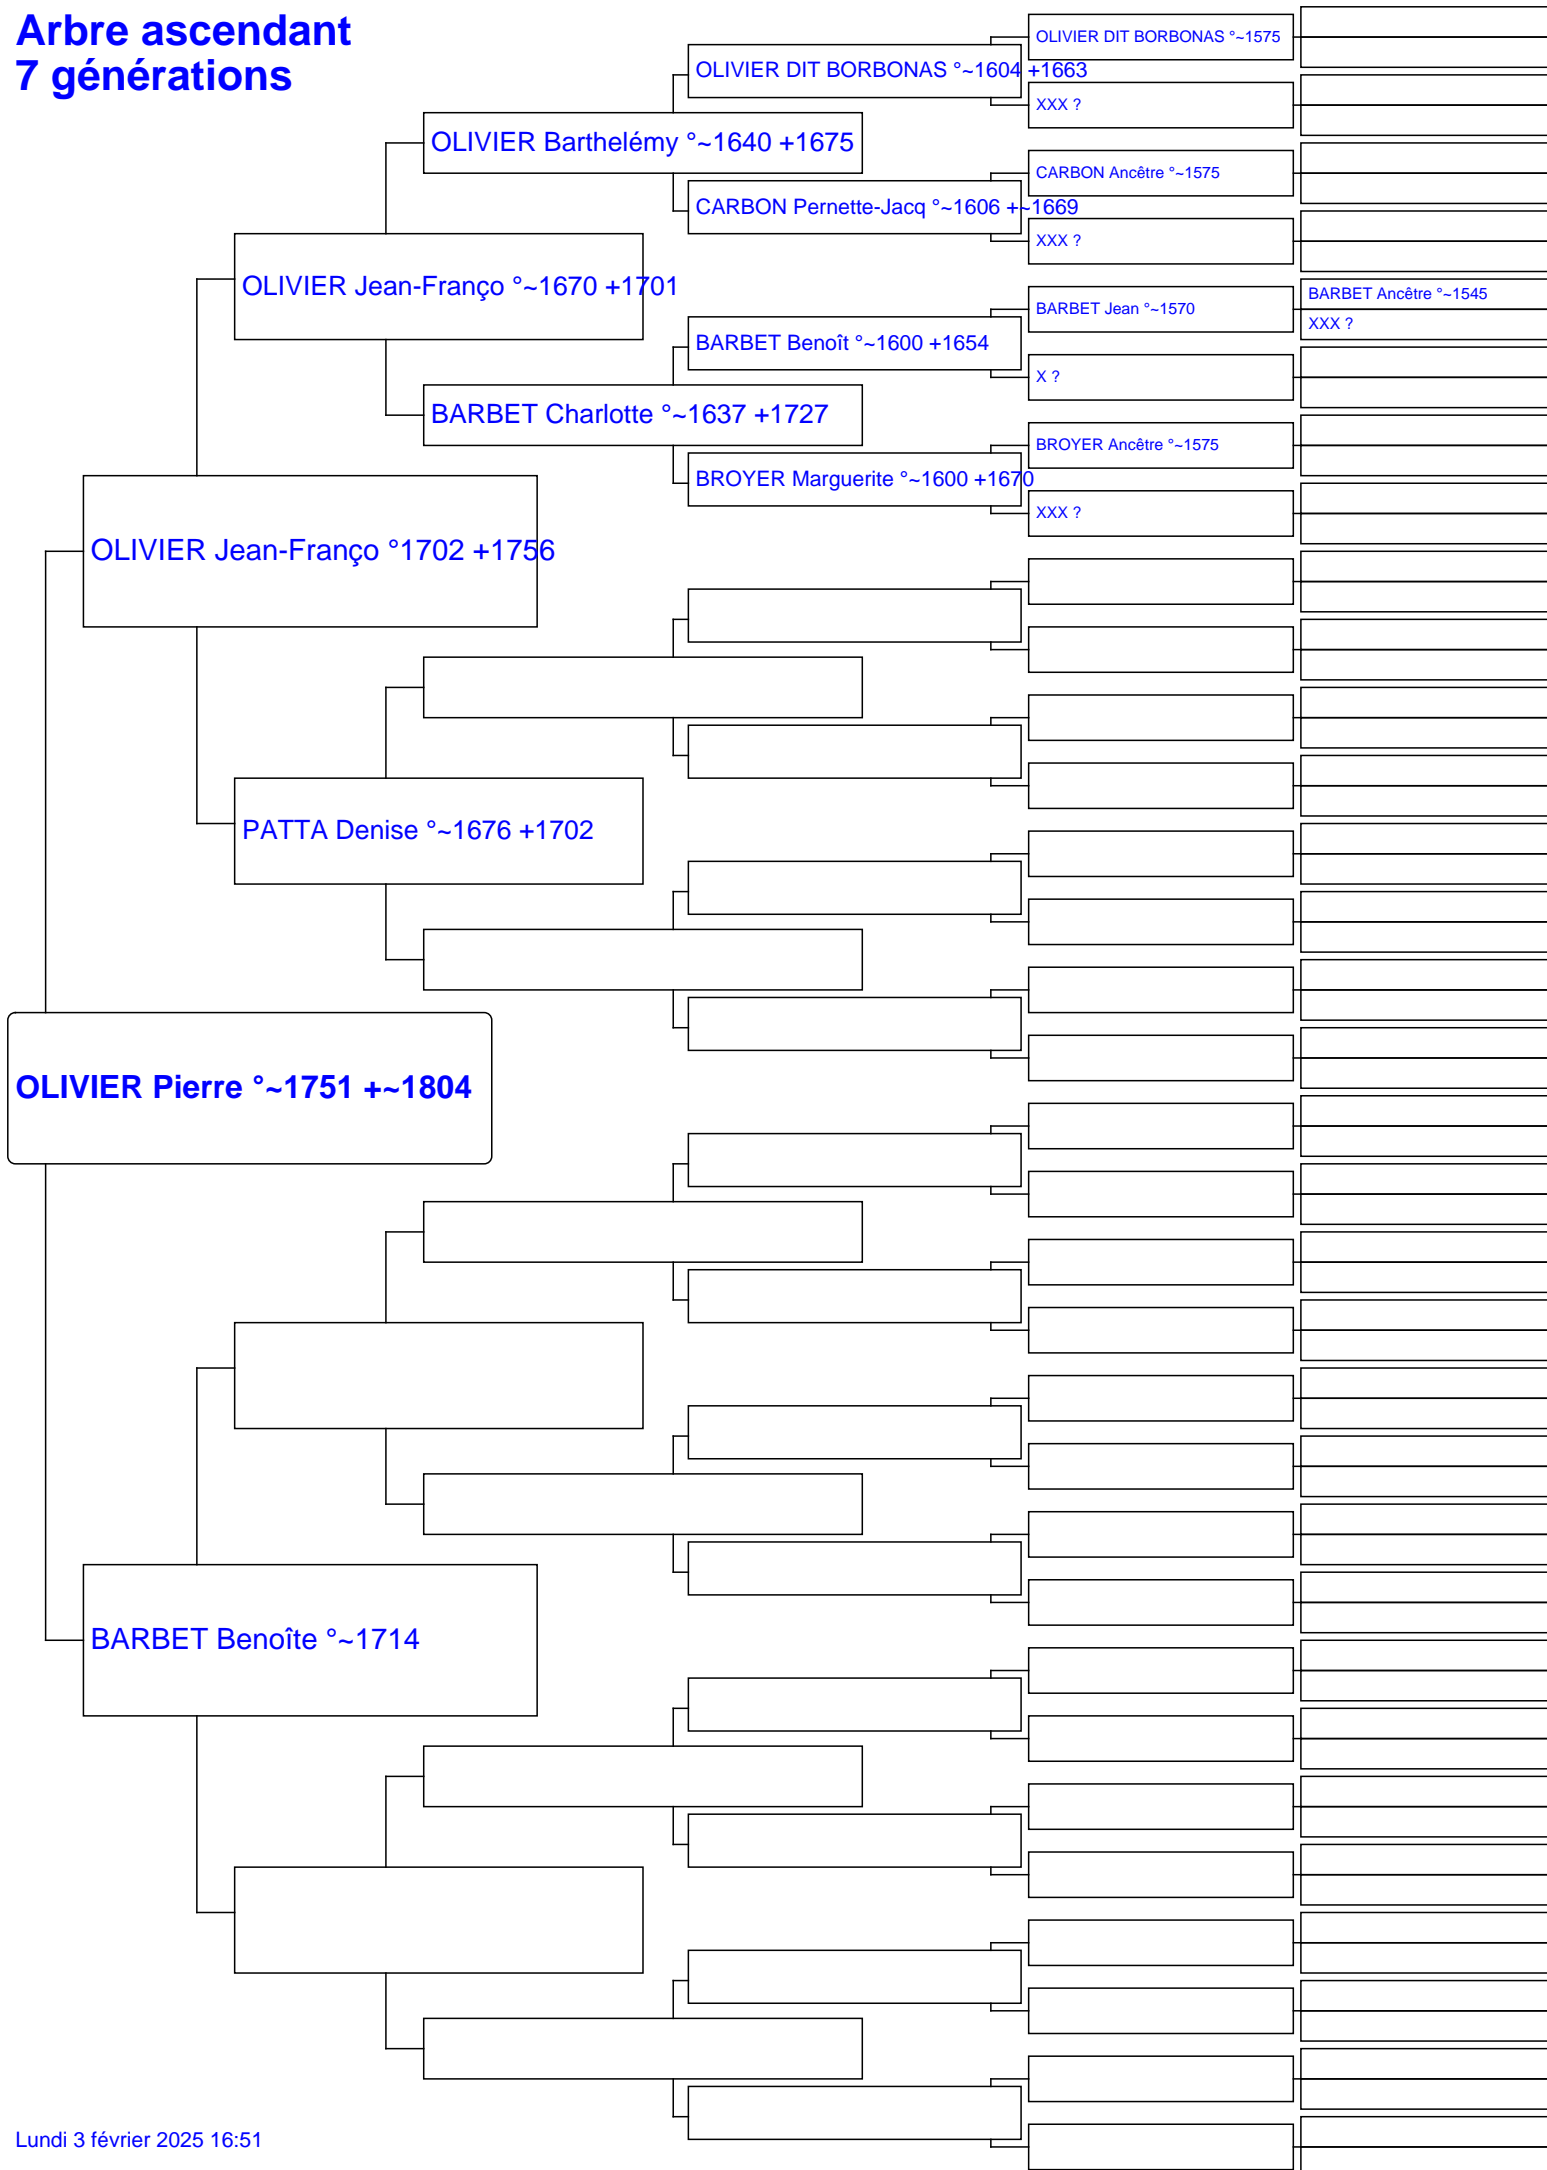 Arbre ascendant
7 générations
OLIVIER DIT BORBONAS °~1575
OLIVIER DIT BORBONAS °~1604 +1663
XXX ?
OLIVIER Barthelémy °~1640 +1675
CARBON Ancêtre °~1575
CARBON Pernette-Jacq °~1606 +~1669
XXX ?
OLIVIER Jean-Franço °~1670 +1701
BARBET Ancêtre °~1545
BARBET Jean °~1570
XXX ?
BARBET Benoît °~1600 +1654
X ?
BARBET Charlotte °~1637 +1727
BROYER Ancêtre °~1575
BROYER Marguerite °~1600 +1670
XXX ?
OLIVIER Jean-Franço °1702 +1756
PATTA Denise °~1676 +1702
OLIVIER Pierre °~1751 +~1804
BARBET Benoîte °~1714
Lundi 3 février 2025 16:51